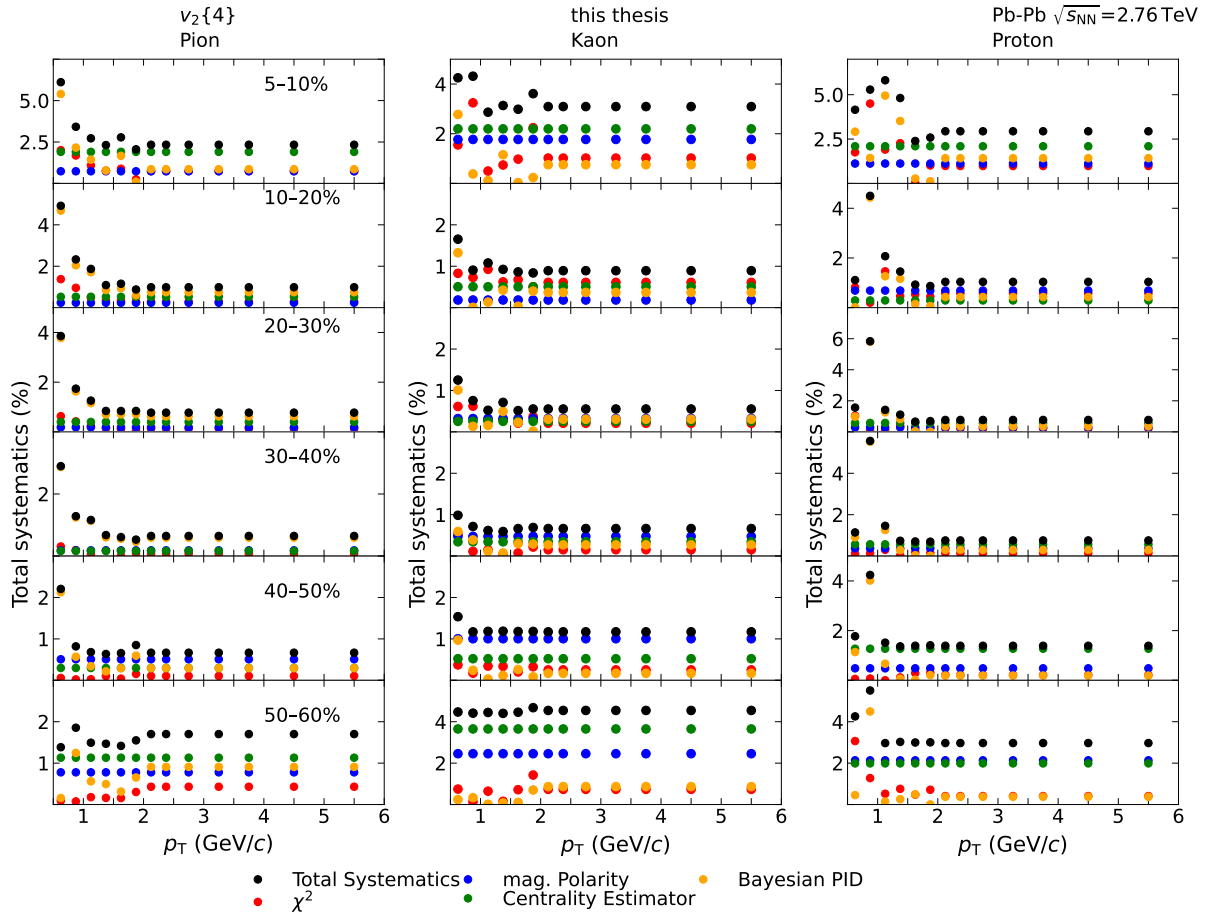 v₂{4} this thesis Pb-Pb √sNN=2.76 TeV
Pion Kaon Proton
5–10%
5.0 4 5.0
2.5 2 2.5
10–20%
4 2 4
2 1 2
20–30%
4 2 6
4
2 1 2
30–40%
2 2 4
1 2
40–50%
2 2 4
1 1 2
50–60%
2 4 4
1 2 2
Total systematics (%) Total systematics (%) Total systematics (%)
1 2 3 4 5 6 1 2 3 4 5 6 1 2 3 4 5 6
pT (GeV/c) pT (GeV/c) pT (GeV/c)
Total Systematics mag. Polarity Bayesian PID
χ² Centrality Estimator